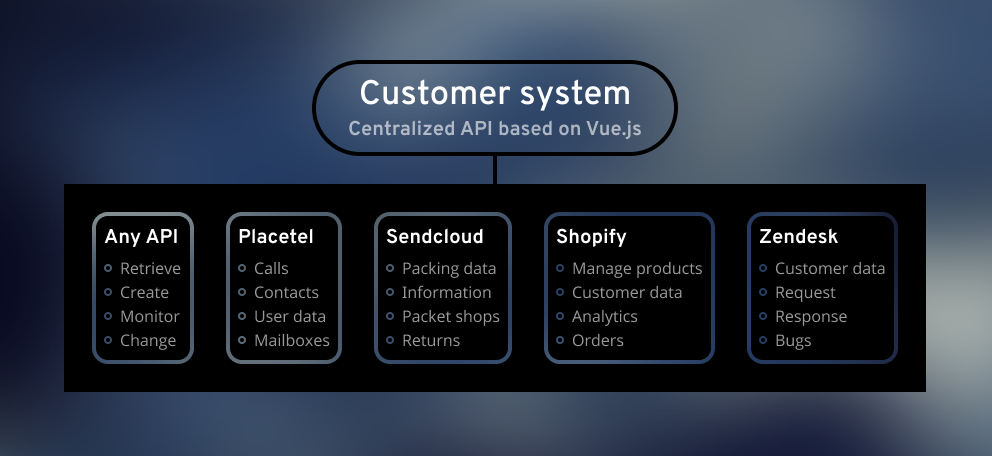 Customer system
Centralized API based on Vue.js
Any API
Retrieve
Create
Monitor
Change
Placetel
Calls
Contacts
User data
Mailboxes
Sendcloud
Packing data
Information
Packet shops
Returns
Shopify
Manage products
Customer data
Analytics
Orders
Zendesk
Customer data
Request
Response
Bugs